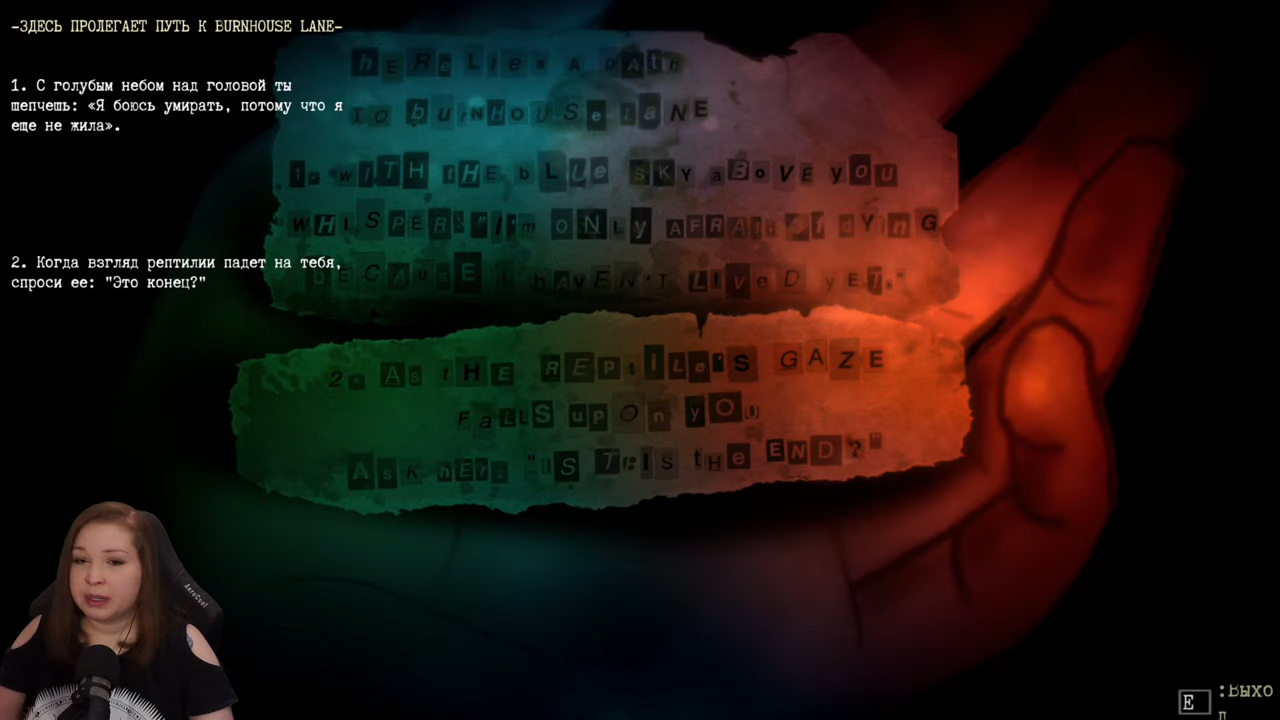 -ЗДЕСЬ ПРОЛЕГАЕТ ПУТЬ К BURNHOUSE LANE-
1. С голубым небом над головой ты
шепчешь: «Я боюсь умирать, потому что я
еще не жила».
2. Когда взгляд рептилии падет на тебя,
спроси ее: "Это конец?"
hERe Lies A pATh
TO burnHOUSe laNE
1. wITH tHE bLUe SKY aBoVE yOU
WHISPER: "I'm oNLy AFRAid of dYinG
BECAusE I hAvEN'T LIveD yET."
2. As tHE REptILe'S GAZE
FaLLS upOn yOU
AsK hER: "iS THIs tHe END?"
AeroCool
E :Выхо
д